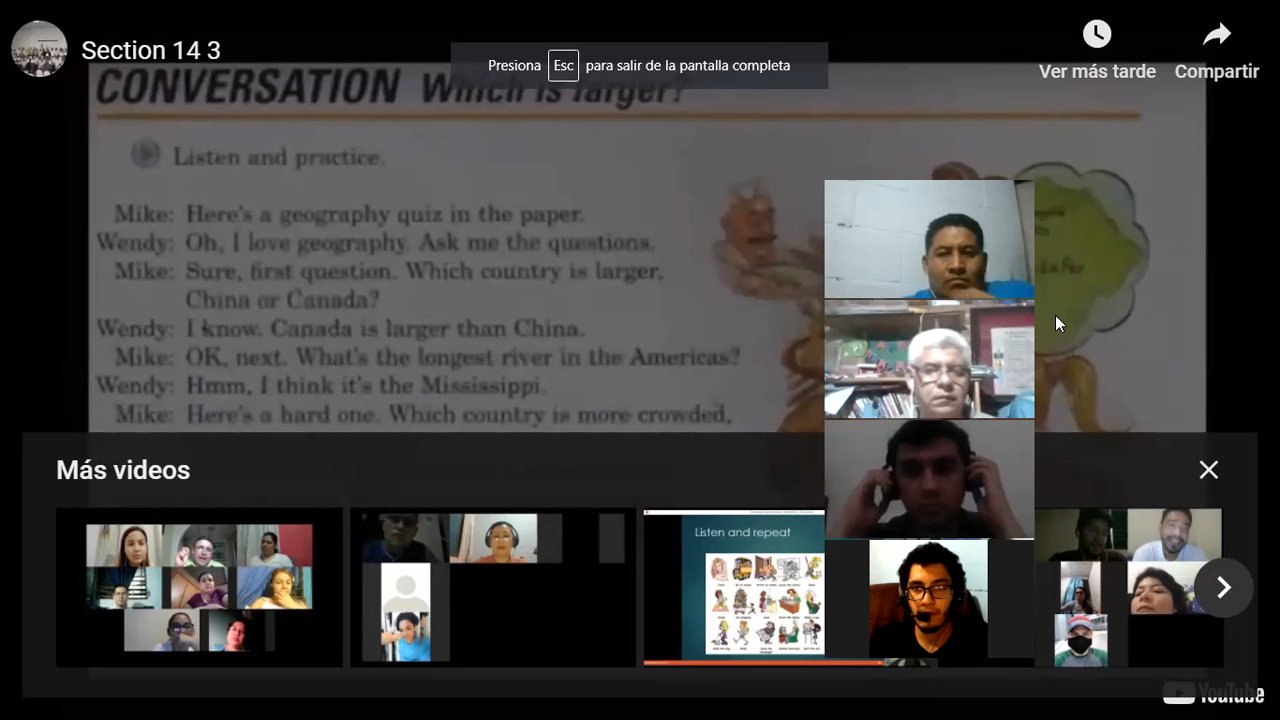 Section 14 3
Presiona Esc para salir de la pantalla completa
Ver más tarde
Compartir
CONVERSATION Which is larger?
Listen and practice.
Mike: Here's a geography quiz in the paper.
Wendy: Oh, I love geography. Ask me the questions.
Mike: Sure, first question. Which country is larger,
China or Canada?
Wendy: I know. Canada is larger than China.
Mike: OK, next. What's the longest river in the Americas?
Wendy: Hmm, I think it's the Mississippi.
Mike: Here's a hard one. Which country is more crowded,
Más videos
Listen and repeat
YouTube